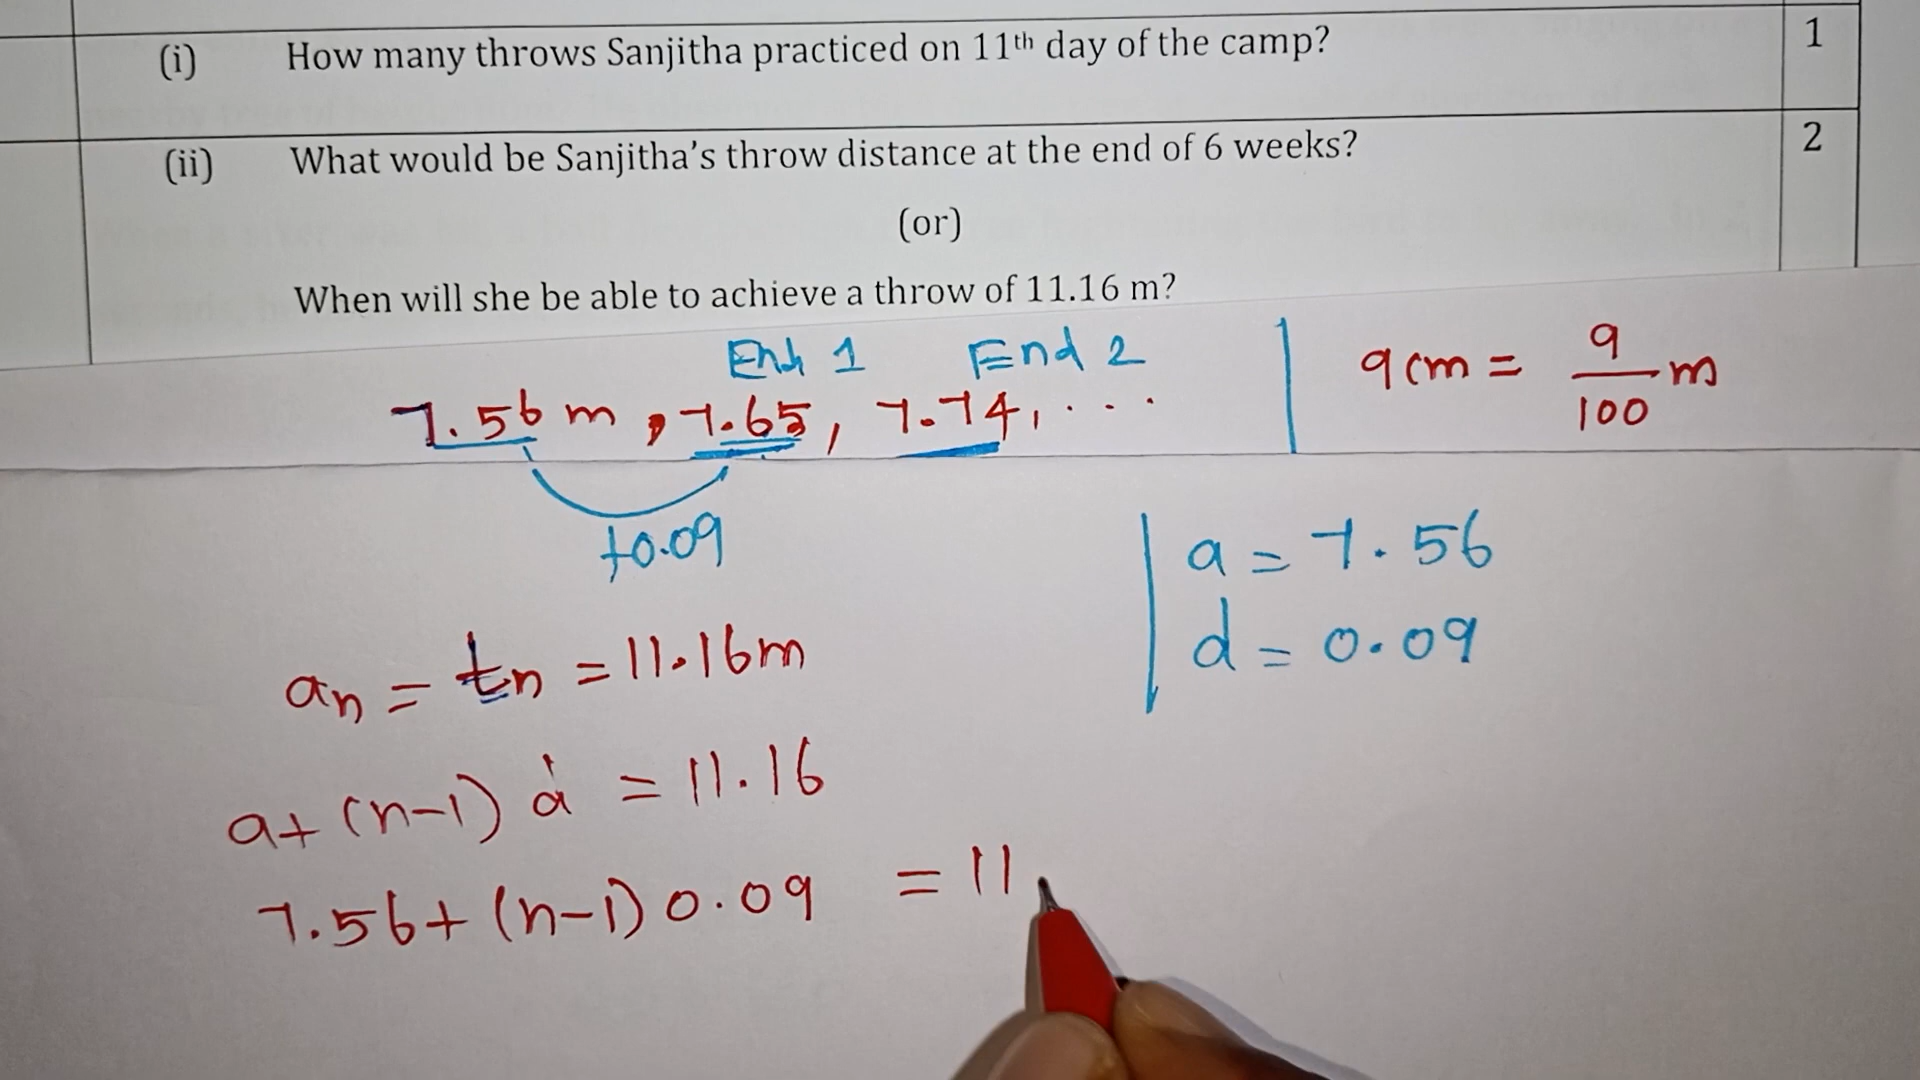 (i) How many throws Sanjitha practiced on 11th day of the camp? 1
(ii) What would be Sanjitha's throw distance at the end of 6 weeks? 2
(or)
When will she be able to achieve a throw of 11.16 m?
End 1 End 2
7.56 m, 7.65, 7.74, ...
9cm = 9/100 m
+0.09
a = 7.56
d = 0.09
an = tn = 11.16m
a+(n-1) d = 11.16
7.56+(n-1)0.09 = 11.